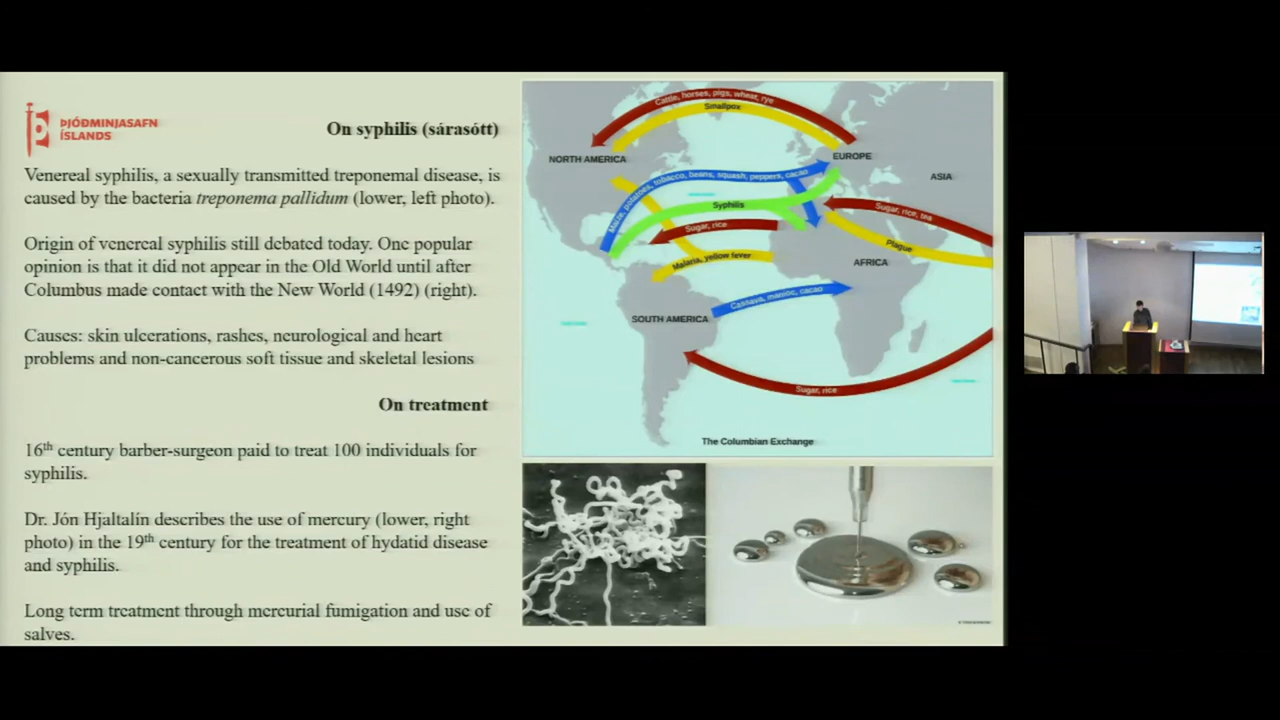 ÞJÓÐMINJASAFN
ÍSLANDS
On syphilis (sárasótt)
Venereal syphilis, a sexually transmitted treponemal disease, is
caused by the bacteria treponema pallidum (lower, left photo).
Origin of venereal syphilis still debated today. One popular
opinion is that it did not appear in the Old World until after
Columbus made contact with the New World (1492) (right).
Causes: skin ulcerations, rashes, neurological and heart
problems and non-cancerous soft tissue and skeletal lesions
On treatment
16th century barber-surgeon paid to treat 100 individuals for
syphilis.
Dr. Jón Hjaltalín describes the use of mercury (lower, right
photo) in the 19th century for the treatment of hydatid disease
and syphilis.
Long term treatment through mercurial fumigation and use of
salves.
Cattle, horses, pigs, wheat, rye
Smallpox
NORTH AMERICA
EUROPE
ASIA
Maize, potatoes, tobacco, beans, squash, peppers, cacao
Syphilis
Sugar, rice
Sugar, rice, tea
Plague
Malaria, yellow fever
AFRICA
Cassava, manioc, cacao
SOUTH AMERICA
Sugar, rice
The Columbian Exchange